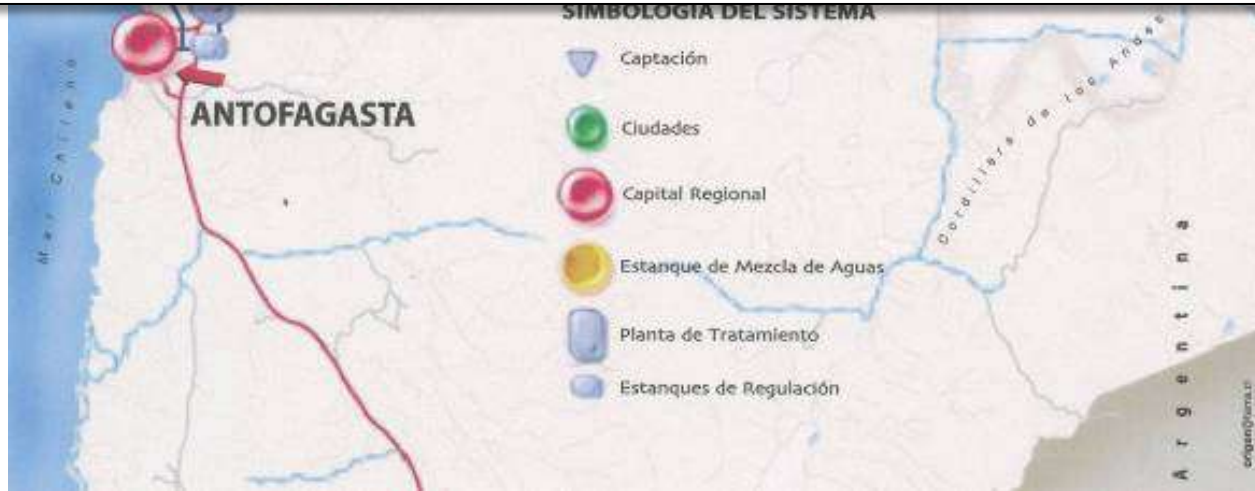 SIMBOLOGIA DEL SISTEMA
Captación
Ciudades
Capital Regional
Estanque de Mezcla de Aguas
Planta de Tratamiento
Estanques de Regulación
ANTOFAGASTA
Mar Chileno
Cordillera de los Andes
Argentina